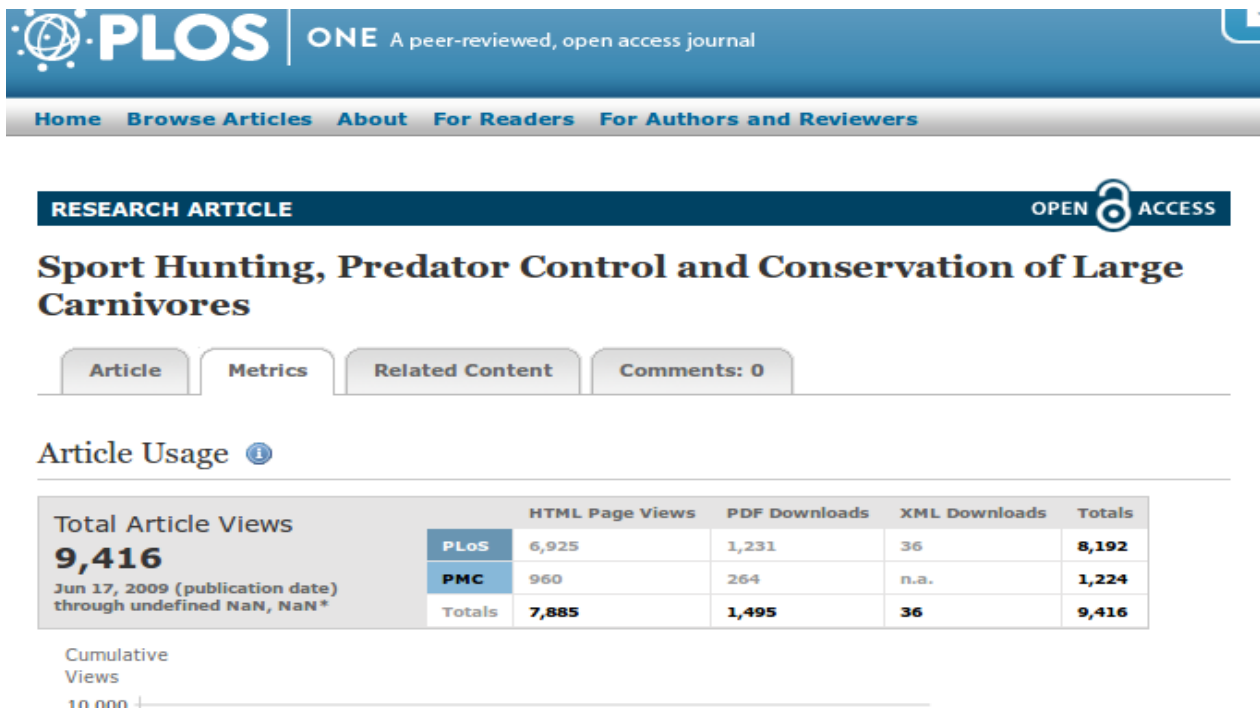 PLOS ONE A peer-reviewed, open access journal
Home Browse Articles About For Readers For Authors and Reviewers
RESEARCH ARTICLE OPEN ACCESS
Sport Hunting, Predator Control and Conservation of Large
Carnivores
Article Metrics Related Content Comments: 0
Article Usage
Total Article Views
9,416
Jun 17, 2009 (publication date)
through undefined NaN, NaN*
HTML Page Views PDF Downloads XML Downloads Totals
PLoS 6,925 1,231 36 8,192
PMC 960 264 n.a. 1,224
Totals 7,885 1,495 36 9,416
Cumulative
Views
10,000